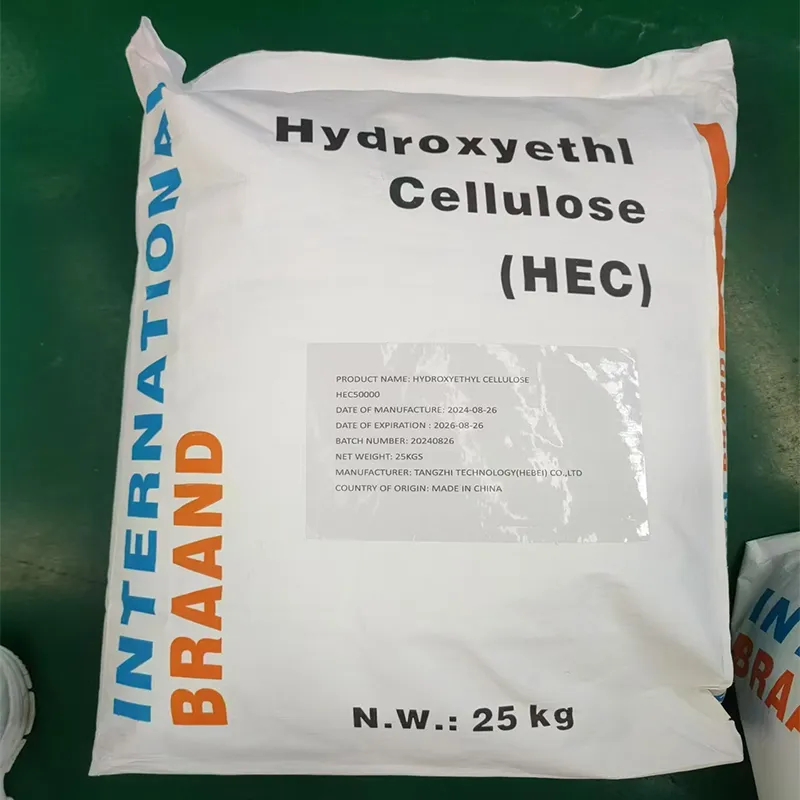 Hydroxyethl
Cellulose
(HEC)
INTERNATIONAL
BRAAND
PRODUCT NAME: HYDROXYETHYL CELLULOSE
HEC50000
DATE OF MANUFACTURE: 2024-08-26
DATE OF EXPIRATION : 2026-08-26
BATCH NUMBER: 20240826
NET WEIGHT: 25KGS
MANUFACTURER: TANGZHI TECHNOLOGY(HEBEI) CO.,LTD
COUNTRY OF ORIGIN: MADE IN CHINA
N.W.: 25 kg